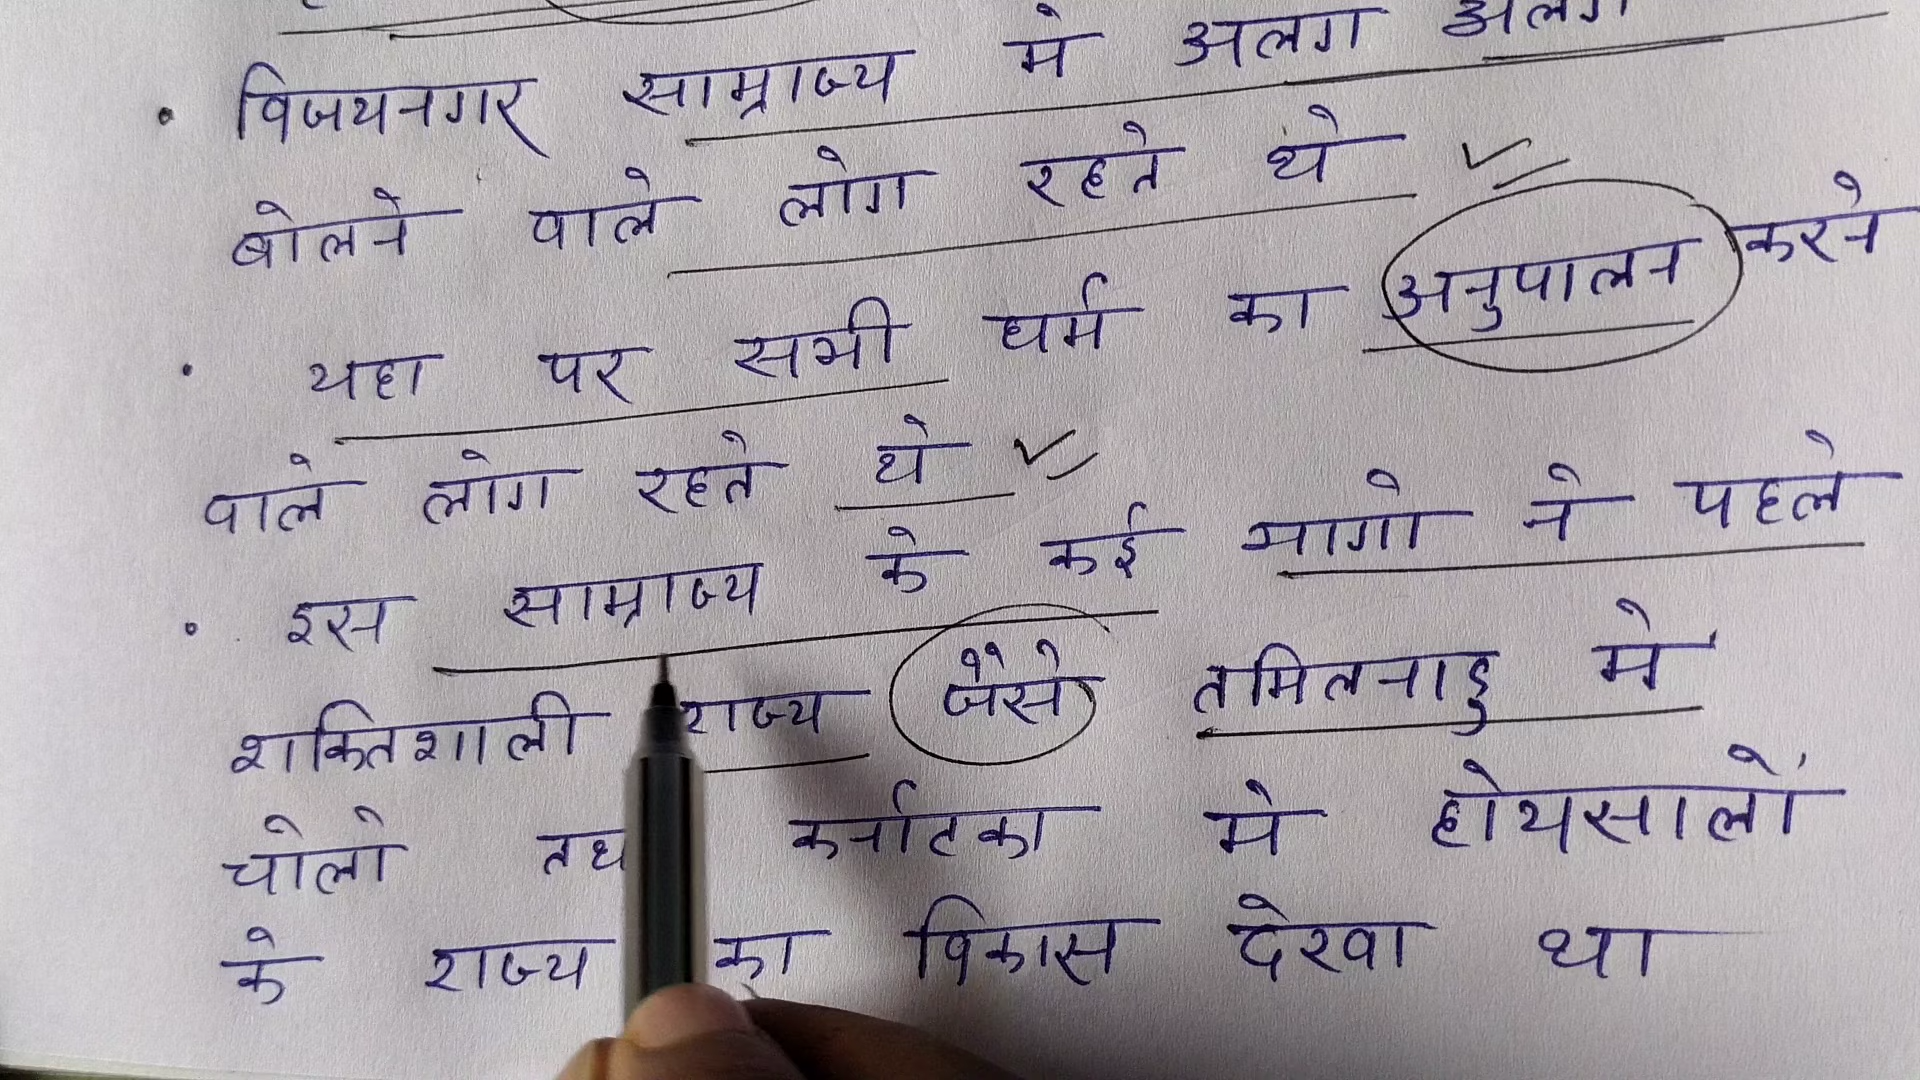 • विजयनगर साम्राज्य मे अलग अलग
बोलने वाले लोग रहते थे
• यहा पर सभी धर्म का अनुपालन करने
वाले लोग रहते थे
• इस साम्राज्य के कई भागो ने पहले
शक्तिशाली राज्य जैसे तमिलनाडु मे
चोलो कर्नाटका मे होयसालों
के राज्य का विकास देखा था